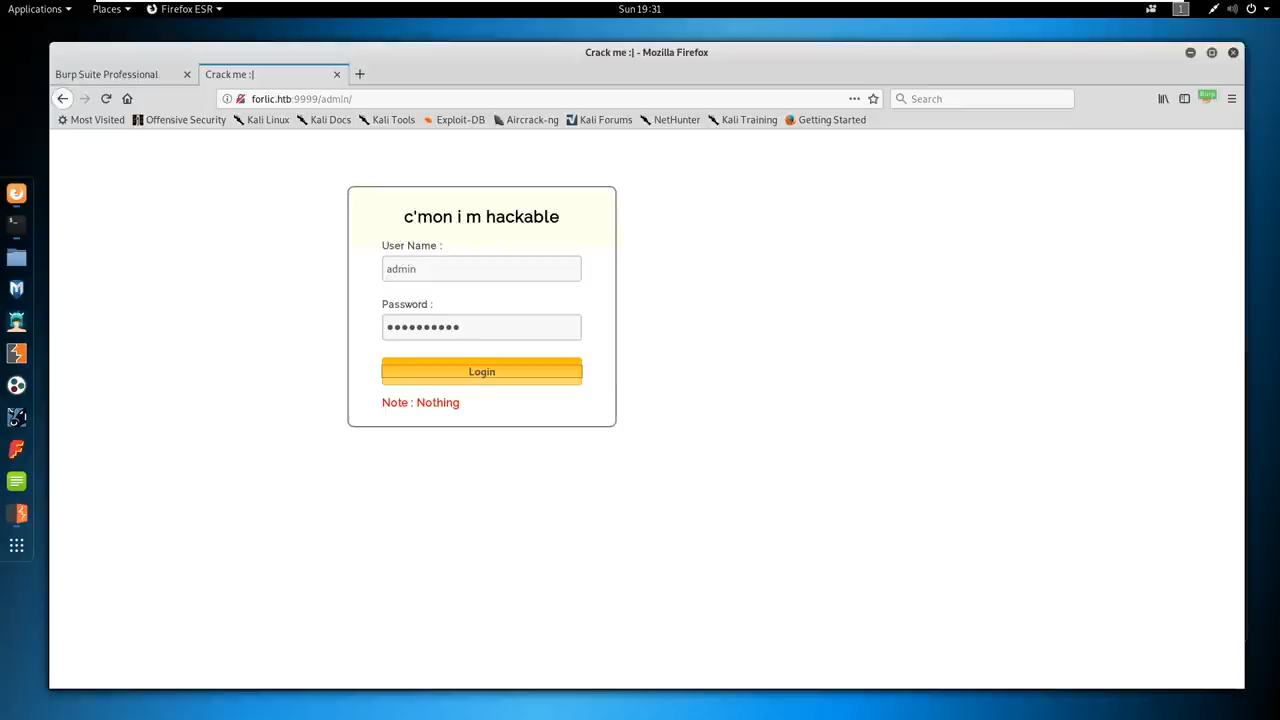 Applications Places Firefox ESR Sun 19:31 1
Crack me :| - Mozilla Firefox
Burp Suite Professional Crack me :|
forlic.htb:9999/admin/ Search Burp
Most Visited Offensive Security Kali Linux Kali Docs Kali Tools Exploit-DB Aircrack-ng Kali Forums NetHunter Kali Training Getting Started
c'mon i m hackable
User Name :
admin
Password :
●●●●●●●●●●
Login
Note : Nothing